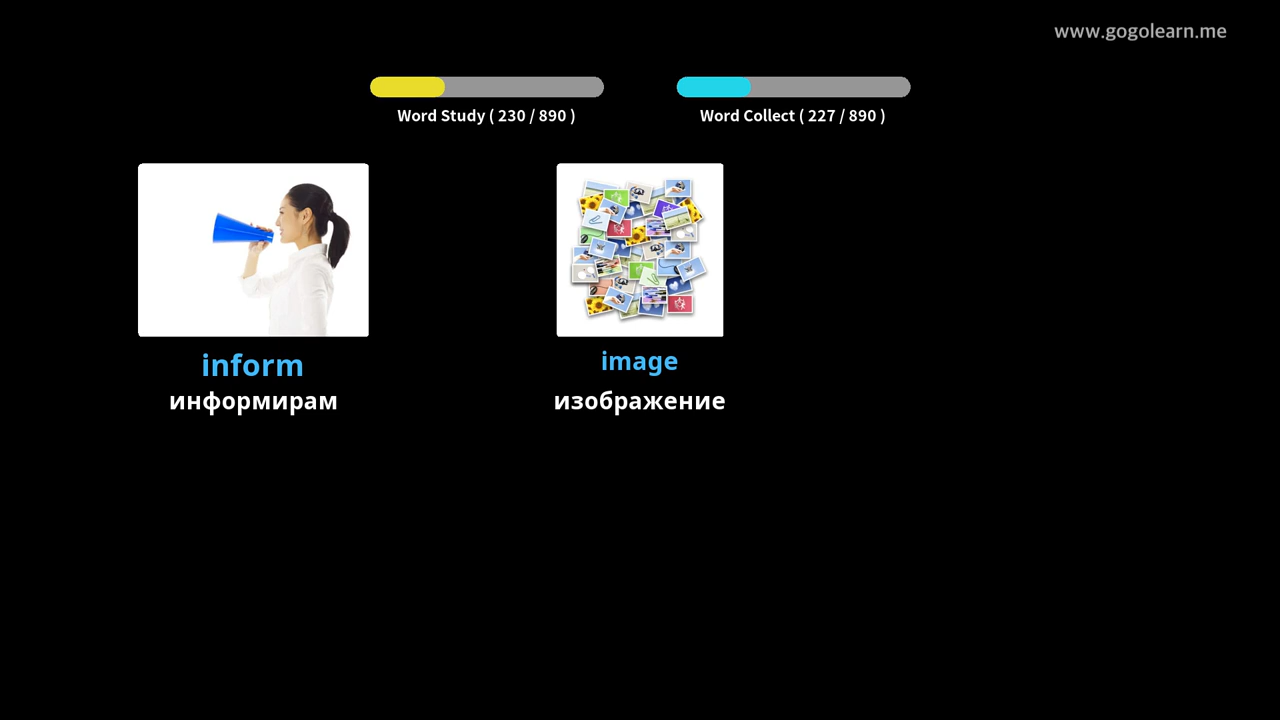 www.gogolearn.me
Word Study ( 230 / 890 )
Word Collect ( 227 / 890 )
inform
информирам
image
изображение